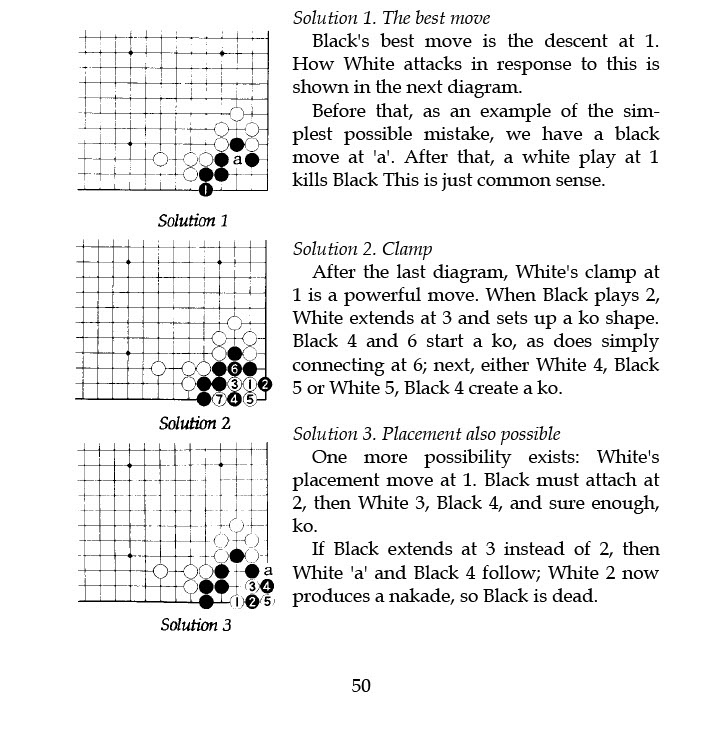 Solution 1. The best move
Black's best move is the descent at 1.
How White attacks in response to this is
shown in the next diagram.
Before that, as an example of the sim-
plest possible mistake, we have a black
move at 'a'. After that, a white play at 1
kills Black This is just common sense.
a
1
Solution 1
Solution 2. Clamp
After the last diagram, White's clamp at
1 is a powerful move. When Black plays 2,
White extends at 3 and sets up a ko shape.
Black 4 and 6 start a ko, as does simply
connecting at 6; next, either White 4, Black
5 or White 5, Black 4 create a ko.
6
3 1 2
7 4 5
Solution 2
Solution 3. Placement also possible
One more possibility exists: White's
placement move at 1. Black must attach at
2, then White 3, Black 4, and sure enough,
ko.
If Black extends at 3 instead of 2, then
White 'a' and Black 4 follow; White 2 now
produces a nakade, so Black is dead.
a
3 4
1 2 5
Solution 3
50